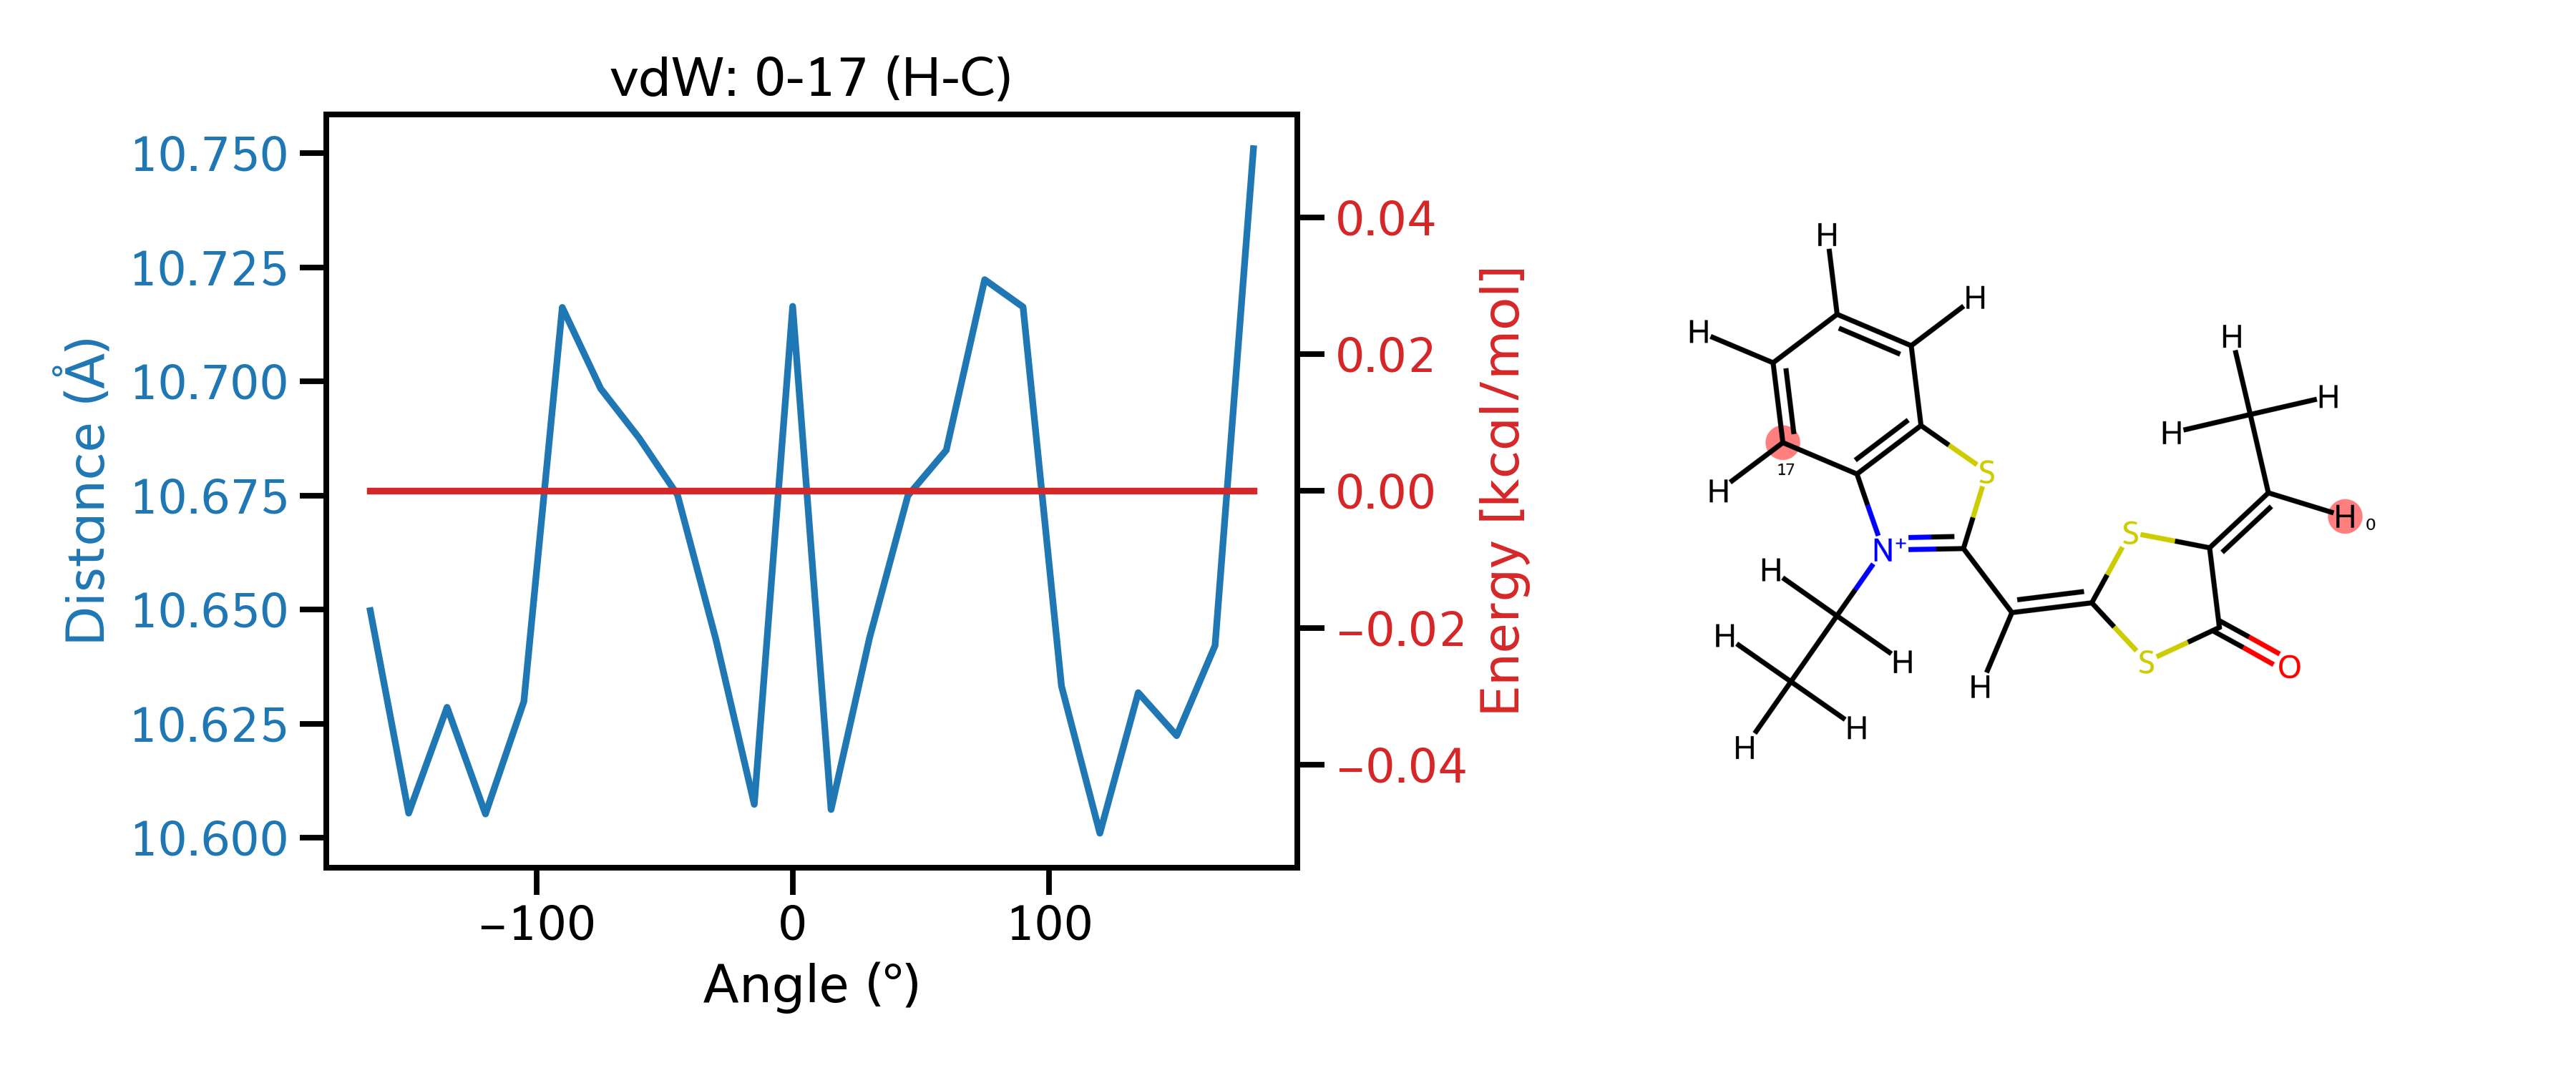 vdW: 0-17 (H-C)
10.750
10.725
10.700
10.675
10.650
10.625
10.600
Distance (Å)
0.04
0.02
0.00
−0.02
−0.04
Energy [kcal/mol]
−100
0
100
Angle (°)
H
H
H
H
H
H
H
17
H
S
H 0
S
N+
H
H
H
S
O
H
H
H